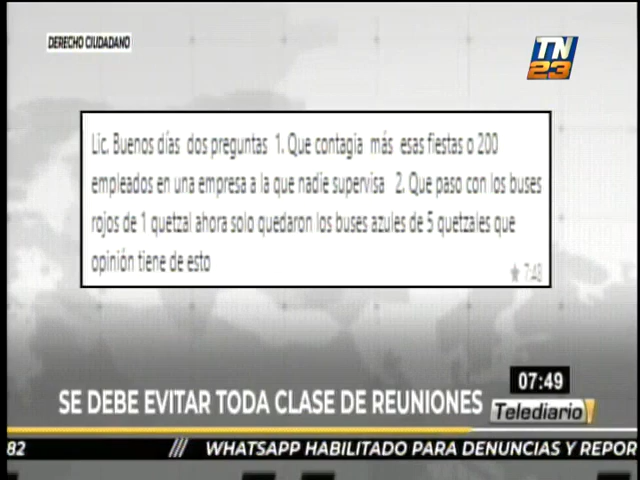 DERECHO CIUDADANO
TN
23
Lic. Buenos días dos preguntas 1. Que contagia más esas fiestas o 200
empleados en una empresa a la que nadie supervisa 2. Que paso con los buses
rojos de 1 quetzal ahora solo quedaron los buses azules de 5 quetzales que
opinión tiene de esto
7:48
07:49
SE DEBE EVITAR TODA CLASE DE REUNIONES
Telediario
82 /// WHATSAPP HABILITADO PARA DENUNCIAS Y REPOR